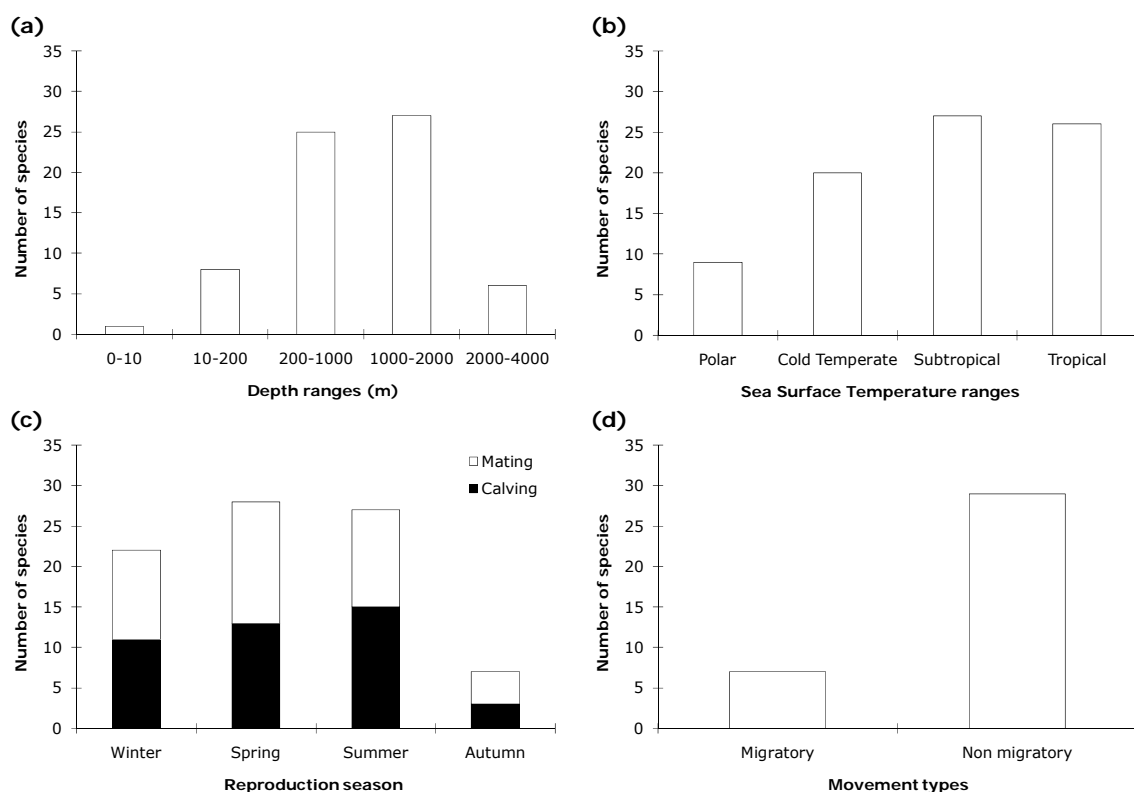 (a)
35
30
25
20
15
10
5
0
Number of species
0-10 10-200 200-1000 1000-2000 2000-4000
Depth ranges (m)
(b)
35
30
25
20
15
10
5
0
Number of species
Polar Cold Temperate Subtropical Tropical
Sea Surface Temperature ranges
(c)
35
30
25
20
15
10
5
0
Number of species
Mating
Calving
Winter Spring Summer Autumn
Reproduction season
(d)
35
30
25
20
15
10
5
0
Number of species
Migratory Non migratory
Movement types